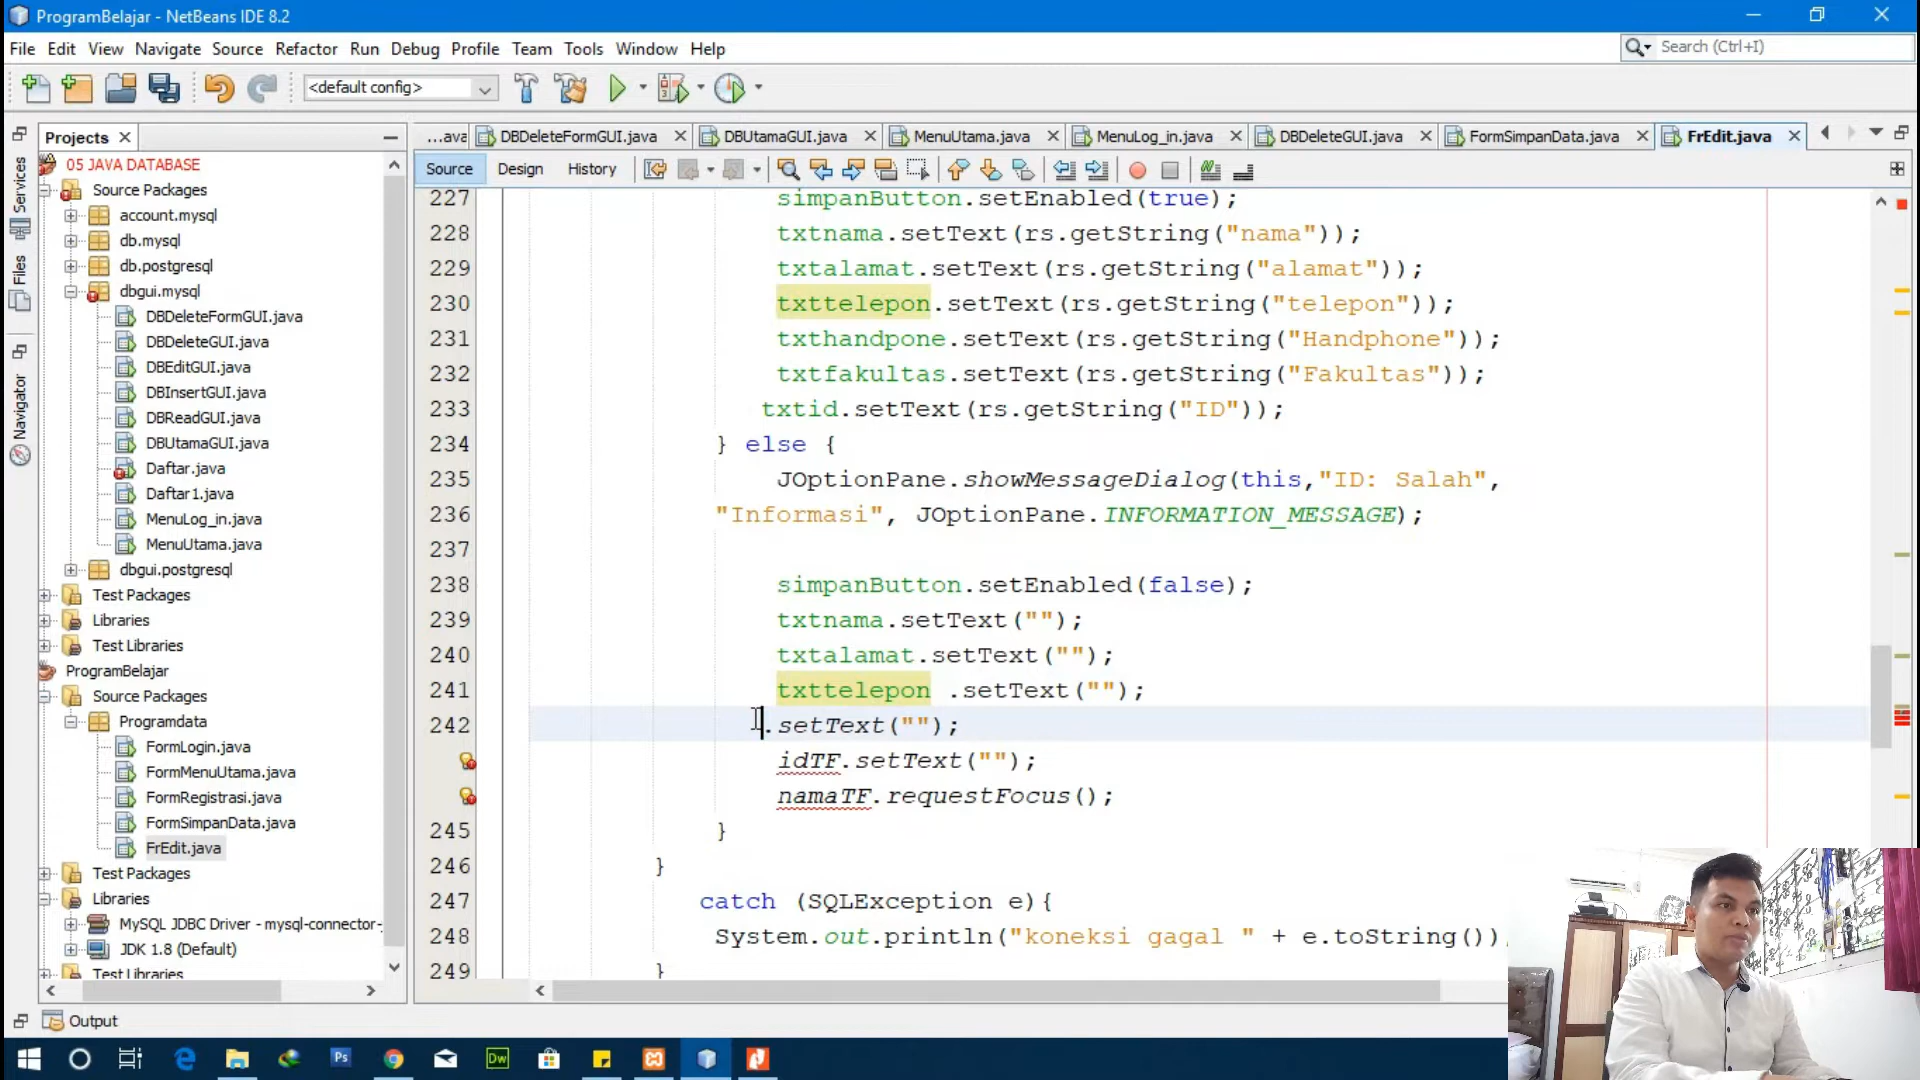 ProgramBelajar - NetBeans IDE 8.2
File Edit View Navigate Source Refactor Run Debug Profile Team Tools Window Help
Search (Ctrl+I)
<default config>
Projects
...ava DBDeleteFormGUI.java DBUtamaGUI.java MenuUtama.java MenuLog_in.java DBDeleteGUI.java FormSimpanData.java FrEdit.java
Source Design History
Services
Files
Navigator
05 JAVA DATABASE
Source Packages
account.mysql
db.mysql
db.postgresql
dbgui.mysql
DBDeleteFormGUI.java
DBDeleteGUI.java
DBEditGUI.java
DBInsertGUI.java
DBReadGUI.java
DBUtamaGUI.java
Daftar.java
Daftar1.java
MenuLog_in.java
MenuUtama.java
dbgui.postgresql
Test Packages
Libraries
Test Libraries
ProgramBelajar
Source Packages
Programdata
FormLogin.java
FormMenuUtama.java
FormRegistrasi.java
FormSimpanData.java
FrEdit.java
Test Packages
Libraries
MySQL JDBC Driver - mysql-connector-
JDK 1.8 (Default)
Test Libraries
227 simpanButton.setEnabled(true);
228 txtnama.setText(rs.getString("nama"));
229 txtalamat.setText(rs.getString("alamat"));
230 txttelepon.setText(rs.getString("telepon"));
231 txthandpone.setText(rs.getString("Handphone"));
232 txtfakultas.setText(rs.getString("Fakultas"));
233 txtid.setText(rs.getString("ID"));
234 } else {
235 JOptionPane.showMessageDialog(this,"ID: Salah",
236 "Informasi", JOptionPane.INFORMATION_MESSAGE);
237
238 simpanButton.setEnabled(false);
239 txtnama.setText("");
240 txtalamat.setText("");
241 txttelepon .setText("");
242 .setText("");
idTF.setText("");
namaTF.requestFocus();
245 }
246 }
247 catch (SQLException e){
248 System.out.println("koneksi gagal " + e.toString())
249 }
Output
Ps
Dw